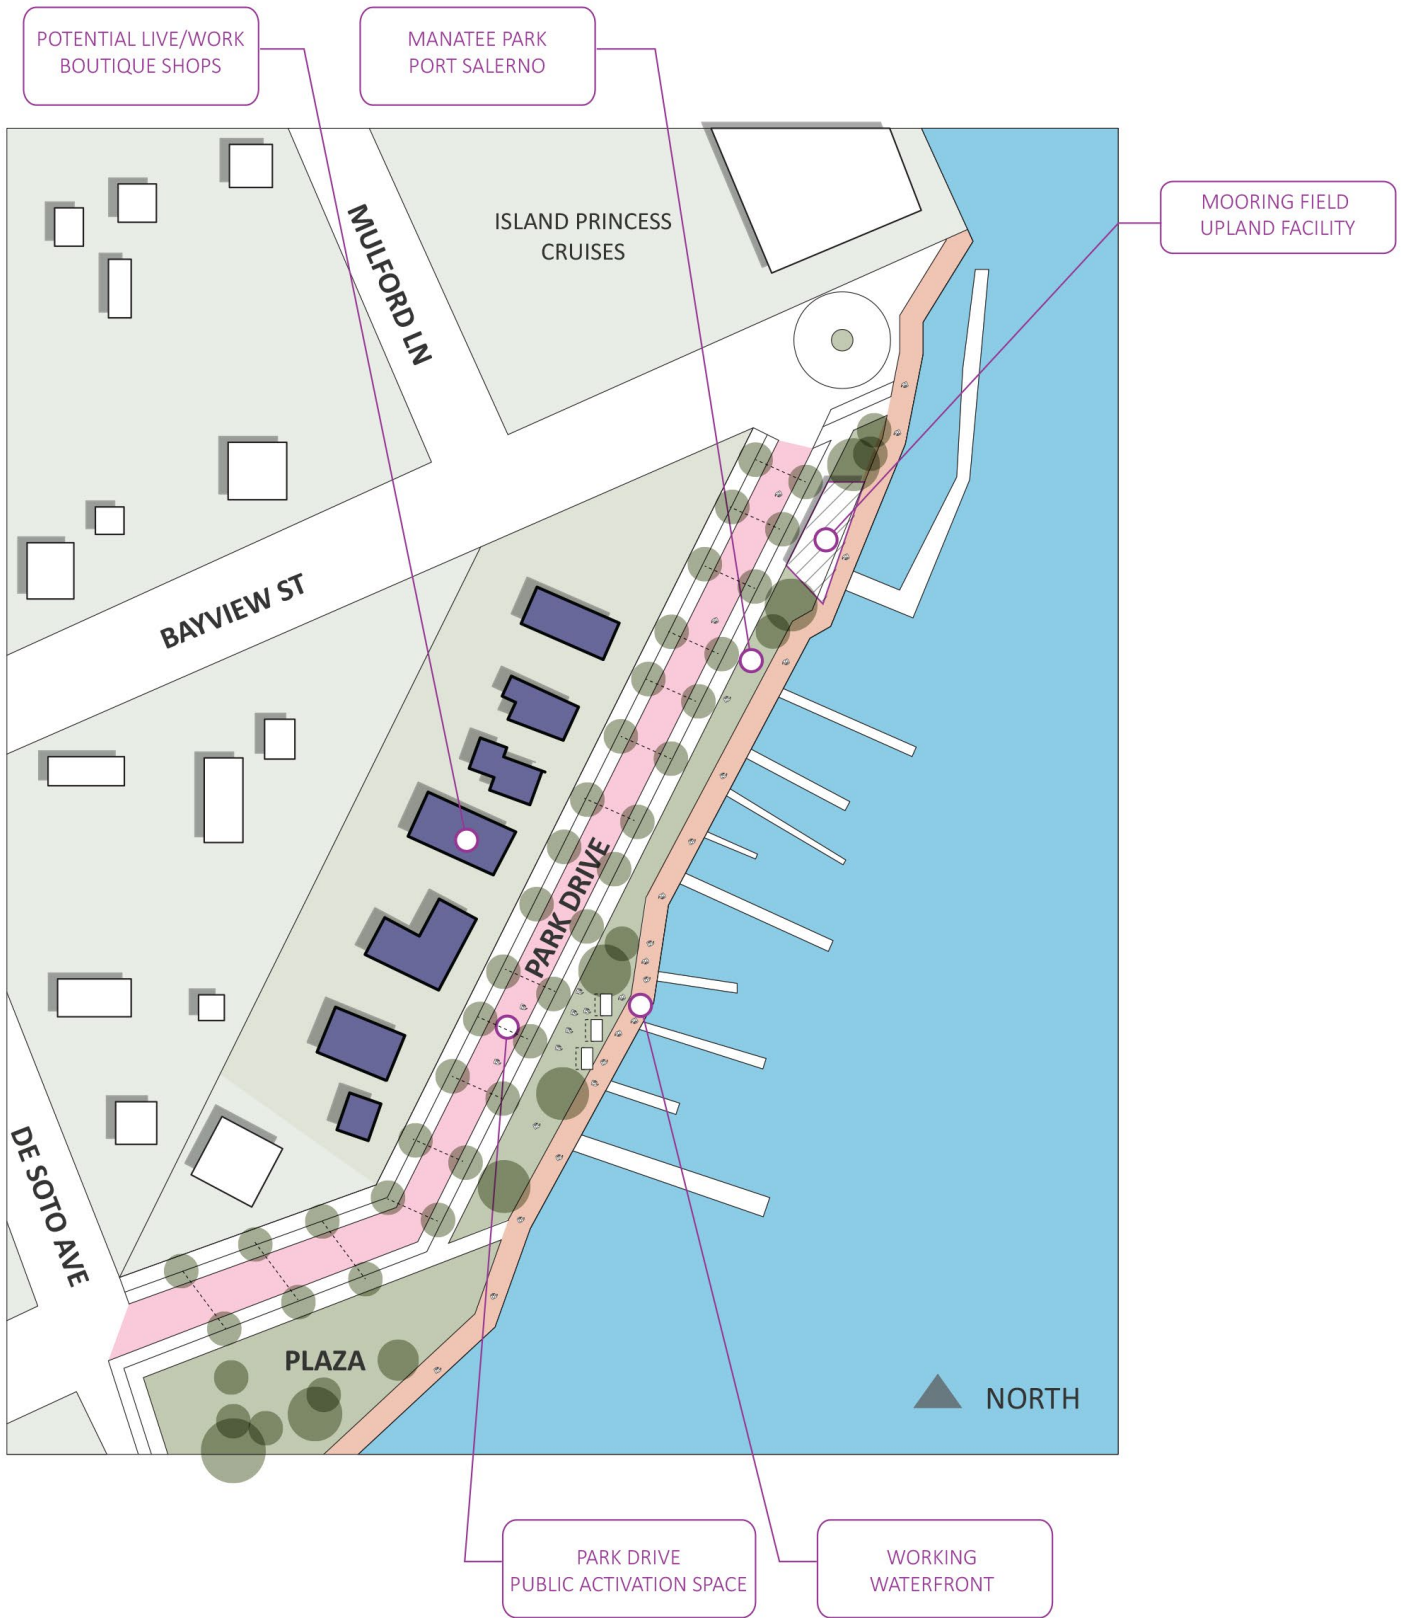 POTENTIAL LIVE/WORK
BOUTIQUE SHOPS
MANATEE PARK
PORT SALERNO
MOORING FIELD
UPLAND FACILITY
ISLAND PRINCESS
CRUISES
MULFORD LN
BAYVIEW ST
PARK DRIVE
DE SOTO AVE
PLAZA
NORTH
PARK DRIVE
PUBLIC ACTIVATION SPACE
WORKING
WATERFRONT